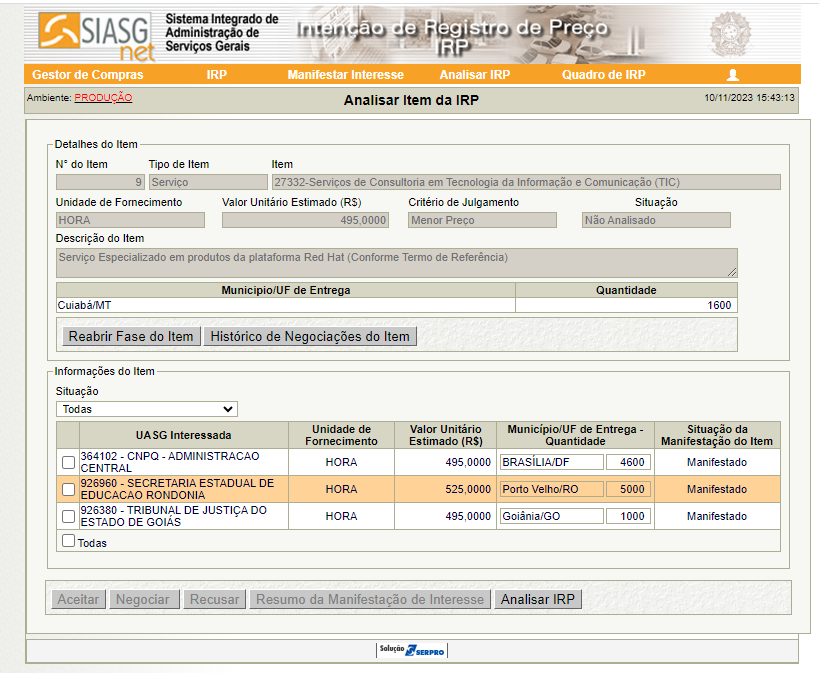 SIASG
net
Sistema Integrado de
Administração de
Serviços Gerais
Intenção de Registro de Preço
IRP
Gestor de Compras IRP Manifestar Interesse Analisar IRP Quadro de IRP
Ambiente: PRODUÇÃO Analisar Item da IRP 10/11/2023 15:43:13
Detalhes do Item
N° do Item Tipo de Item Item
9 Serviço 27332-Serviços de Consultoria em Tecnologia da Informação e Comunicação (TIC)
Unidade de Fornecimento Valor Unitário Estimado (R$) Critério de Julgamento Situação
HORA 495,0000 Menor Preço Não Analisado
Descrição do Item
Serviço Especializado em produtos da plataforma Red Hat (Conforme Termo de Referência)
Município/UF de Entrega Quantidade
Cuiabá/MT 1600
Reabrir Fase do Item Histórico de Negociações do Item
Informações do Item
Situação
Todas
UASG Interessada Unidade de Fornecimento Valor Unitário Estimado (R$) Município/UF de Entrega - Quantidade Situação da Manifestação do Item
364102 - CNPQ - ADMINISTRACAO CENTRAL HORA 495,0000 BRASÍLIA/DF 4600 Manifestado
926960 - SECRETARIA ESTADUAL DE EDUCACAO RONDONIA HORA 525,0000 Porto Velho/RO 5000 Manifestado
926380 - TRIBUNAL DE JUSTIÇA DO ESTADO DE GOIÁS HORA 495,0000 Goiânia/GO 1000 Manifestado
Todas
Aceitar Negociar Recusar Resumo da Manifestação de Interesse Analisar IRP
Solução SERPRO